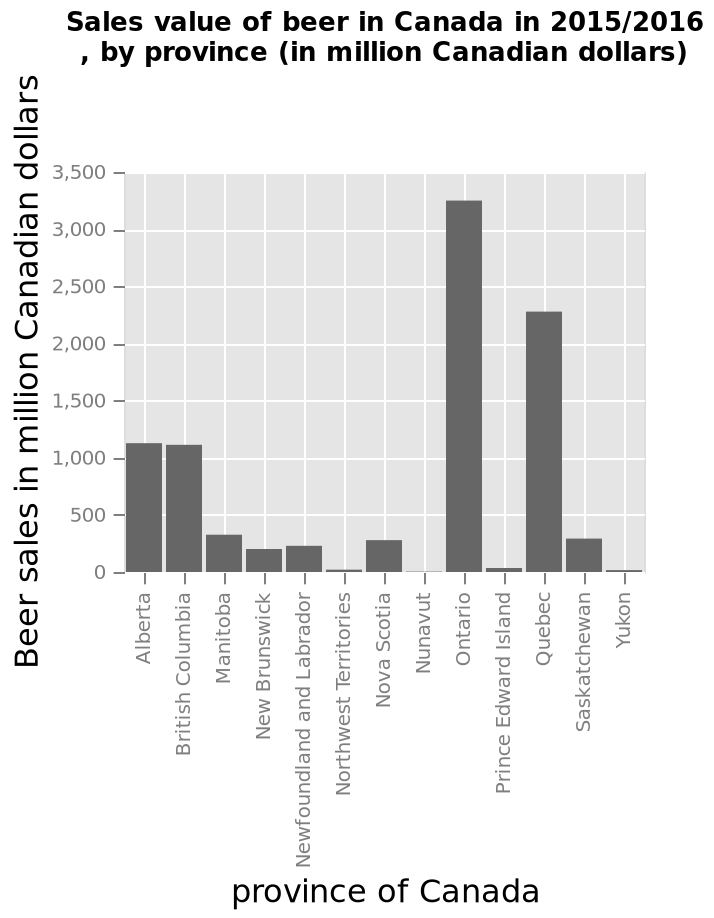 Sales value of beer in Canada in 2015/2016
, by province (in million Canadian dollars)
Beer sales in million Canadian dollars
3,500
3,000
2,500
2,000
1,500
1,000
500
0
Alberta
British Columbia
Manitoba
New Brunswick
Newfoundland and Labrador
Northwest Territories
Nova Scotia
Nunavut
Ontario
Prince Edward Island
Quebec
Saskatchewan
Yukon
province of Canada